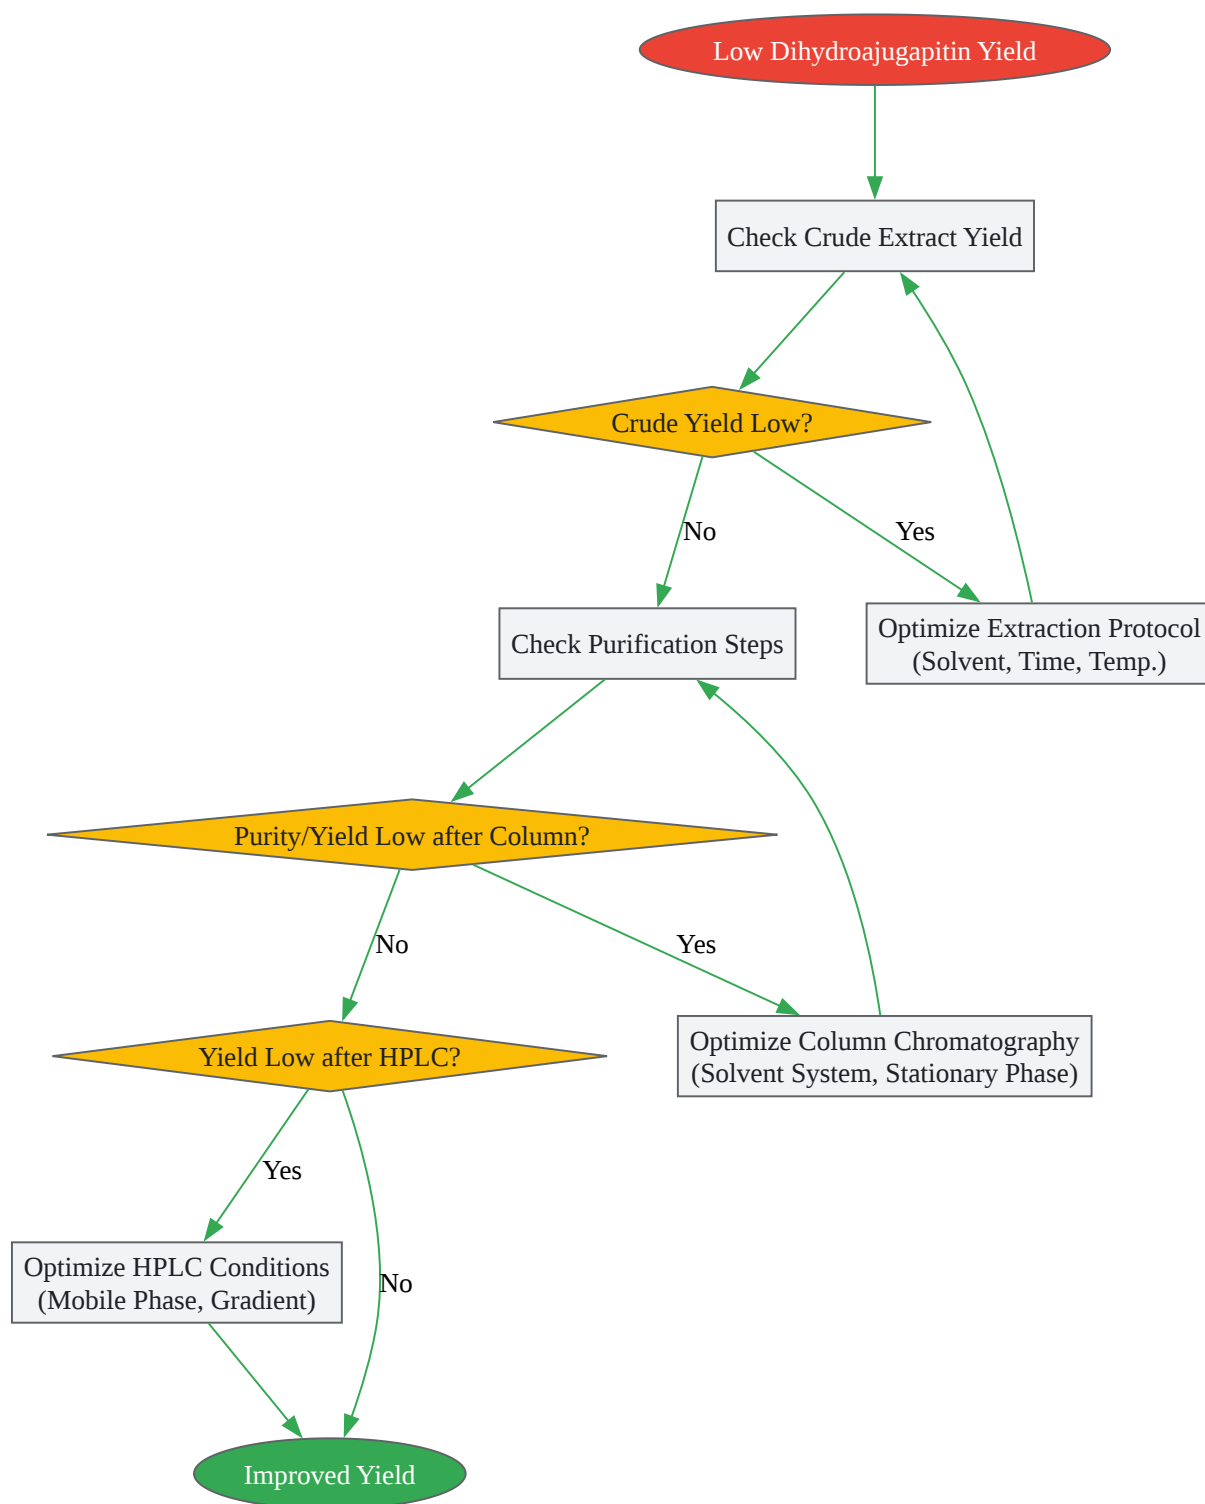 Low Dihydroajugapitin Yield
Check Crude Extract Yield
Crude Yield Low?
No
Yes
Optimize Extraction Protocol
(Solvent, Time, Temp.)
Check Purification Steps
Purity/Yield Low after Column?
No
Yes
Optimize Column Chromatography
(Solvent System, Stationary Phase)
Yield Low after HPLC?
Yes
No
Optimize HPLC Conditions
(Mobile Phase, Gradient)
Improved Yield